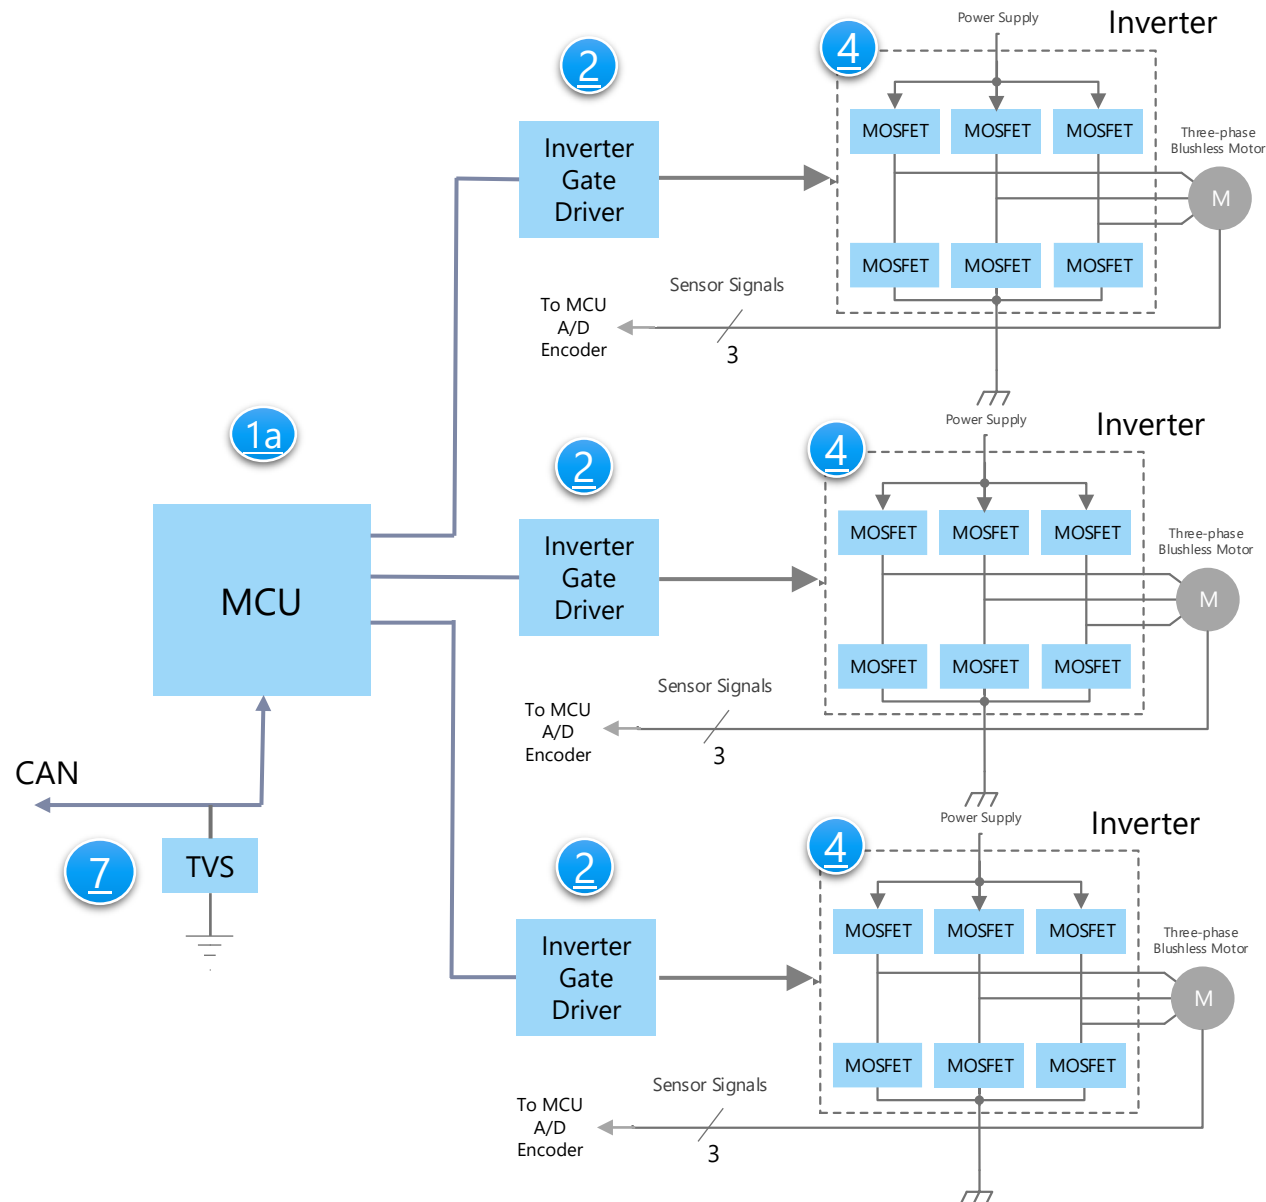 Power Supply
Inverter
4
2
MOSFET MOSFET MOSFET
Inverter
Gate
Driver
Three-phase
Blushless Motor
M
MOSFET MOSFET MOSFET
Sensor Signals
To MCU
A/D
Encoder
3
1a
Power Supply
Inverter
4
2
MOSFET MOSFET MOSFET
MCU
Inverter
Gate
Driver
Three-phase
Blushless Motor
M
MOSFET MOSFET MOSFET
Sensor Signals
To MCU
A/D
Encoder
3
CAN
7
TVS
Power Supply
Inverter
4
2
MOSFET MOSFET MOSFET
Inverter
Gate
Driver
Three-phase
Blushless Motor
M
MOSFET MOSFET MOSFET
Sensor Signals
To MCU
A/D
Encoder
3